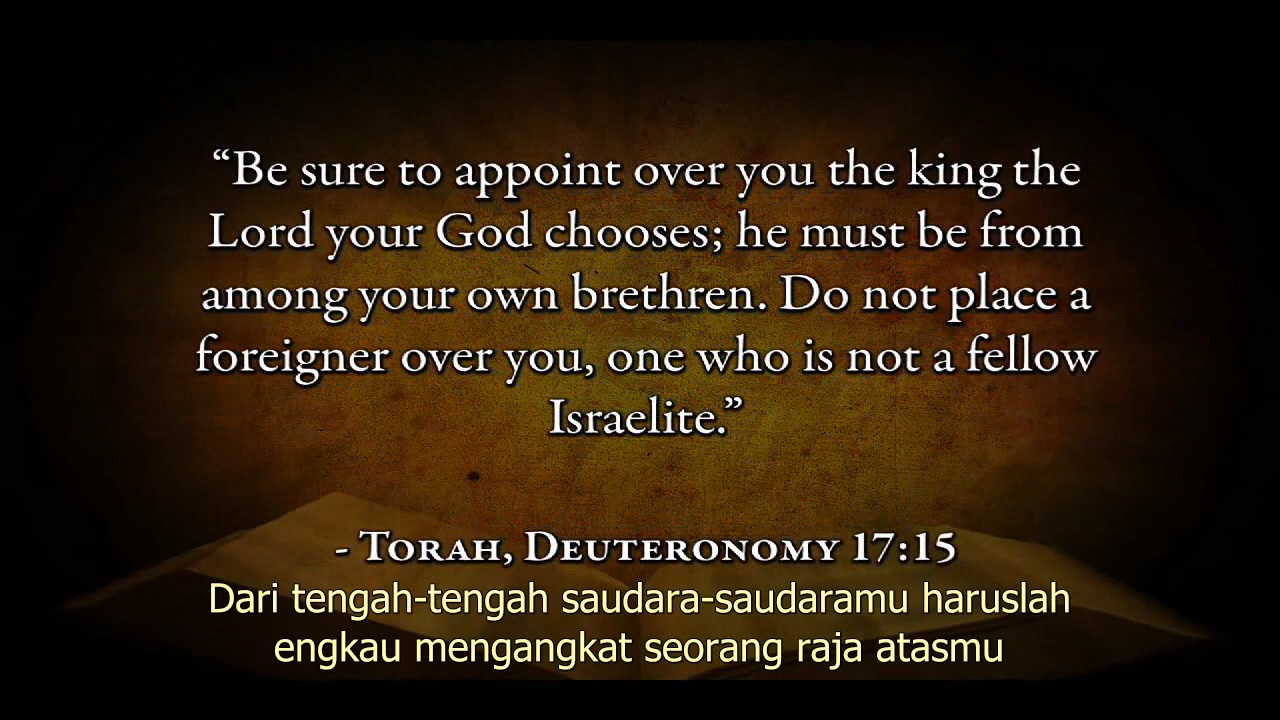 “Be sure to appoint over you the king the
Lord your God chooses; he must be from
among your own brethren. Do not place a
foreigner over you, one who is not a fellow
Israelite.”
- Torah, Deuteronomy 17:15
Dari tengah-tengah saudara-saudaramu haruslah
engkau mengangkat seorang raja atasmu